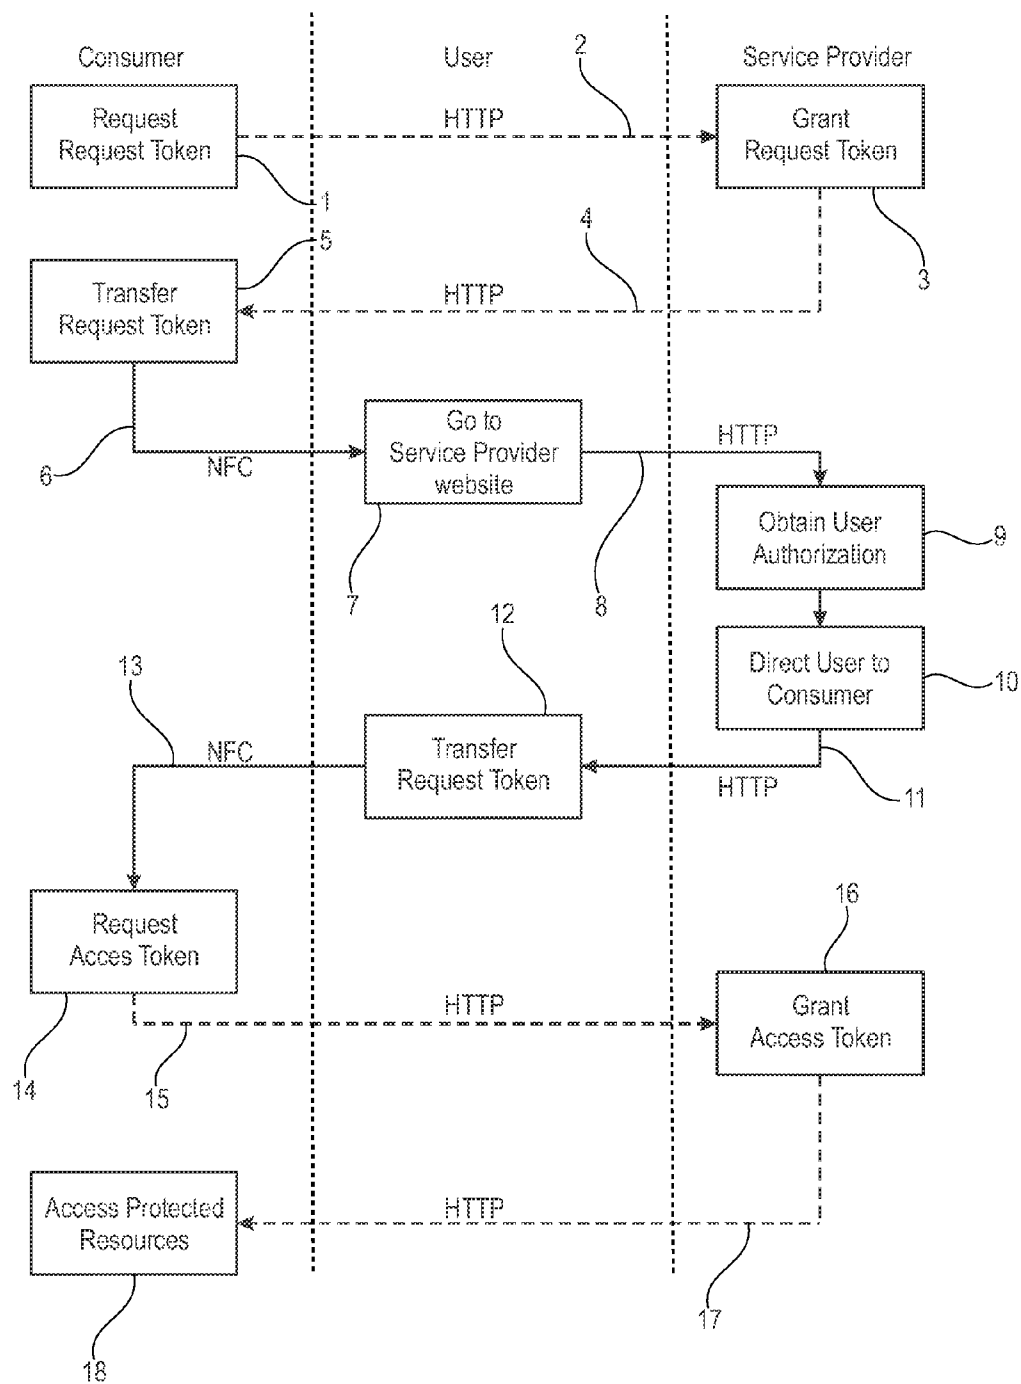 Consumer
User
Service Provider
2
Request
Request Token
HTTP
Grant
Request Token
1
3
4
5
Transfer
Request Token
HTTP
6
NFC
Go to
Service Provider
website
HTTP
7
8
Obtain User
Authorization
9
Direct User to
Consumer
10
11
HTTP
12
Transfer
Request Token
13
NFC
Request
Acces Token
14
15
HTTP
16
Grant
Access Token
Access Protected
Resources
HTTP
17
18